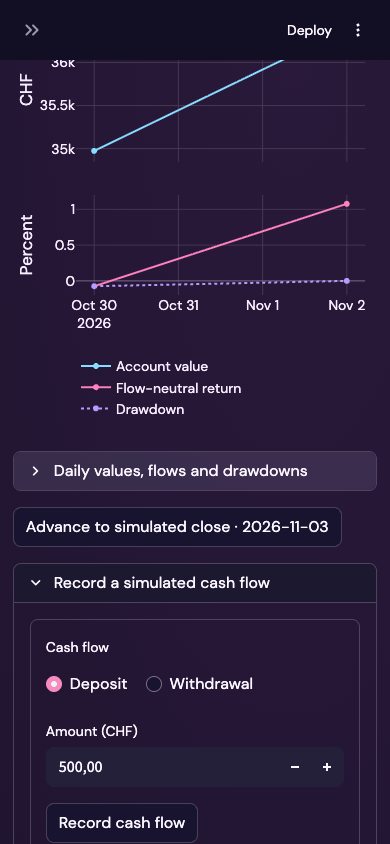 Deploy
36k
CHF
35.5k
35k
Percent
1
0.5
0
Oct 30
2026
Oct 31
Nov 1
Nov 2
Account value
Flow-neutral return
Drawdown
Daily values, flows and drawdowns
Advance to simulated close · 2026-11-03
Record a simulated cash flow
Cash flow
Deposit
Withdrawal
Amount (CHF)
500,00
Record cash flow